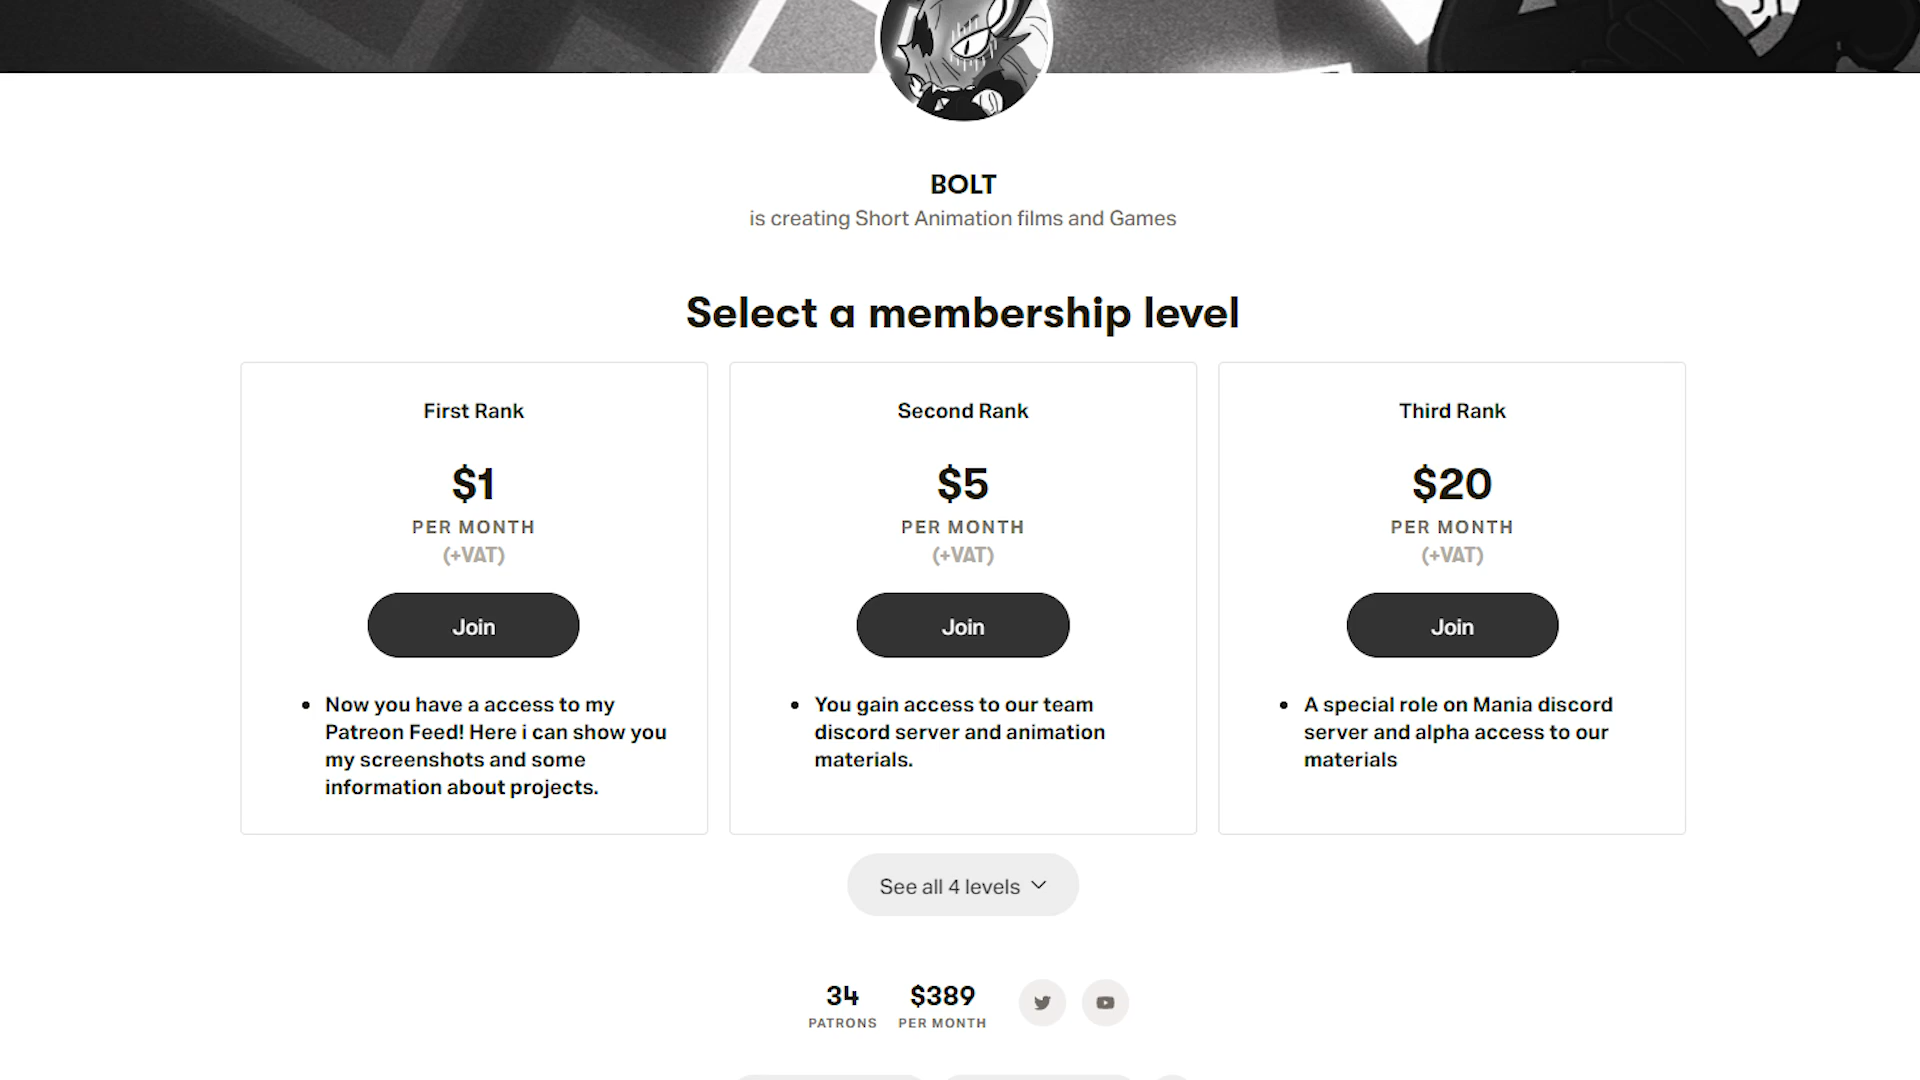 BOLT
is creating Short Animation films and Games
Select a membership level
First Rank
$1
PER MONTH
(+VAT)
Join
• Now you have a access to my
Patreon Feed! Here i can show you
my screenshots and some
information about projects.
Second Rank
$5
PER MONTH
(+VAT)
Join
• You gain access to our team
discord server and animation
materials.
Third Rank
$20
PER MONTH
(+VAT)
Join
• A special role on Mania discord
server and alpha access to our
materials
See all 4 levels
34
PATRONS
$389
PER MONTH